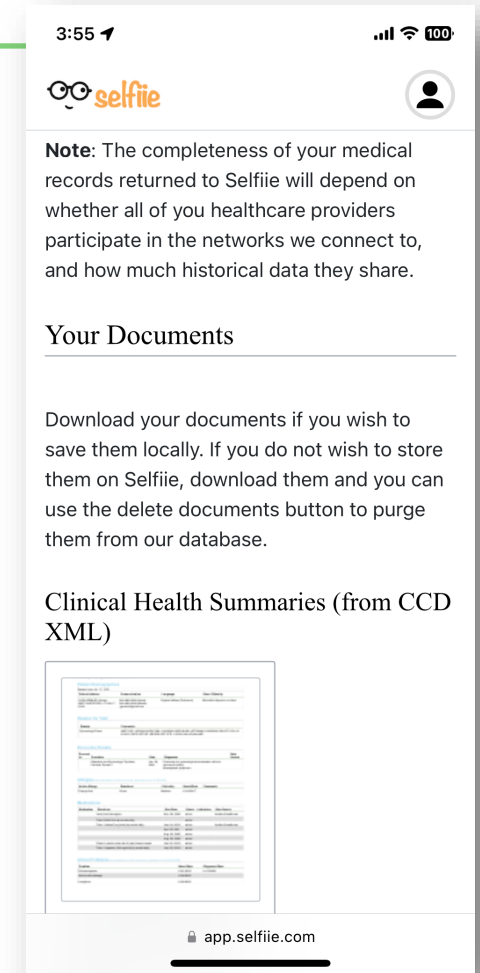 3:55
100
selfiie
Note: The completeness of your medical
records returned to Selfiie will depend on
whether all of you healthcare providers
participate in the networks we connect to,
and how much historical data they share.
Your Documents
Download your documents if you wish to
save them locally. If you do not wish to store
them on Selfiie, download them and you can
use the delete documents button to purge
them from our database.
Clinical Health Summaries (from CCD
XML)
app.selfiie.com